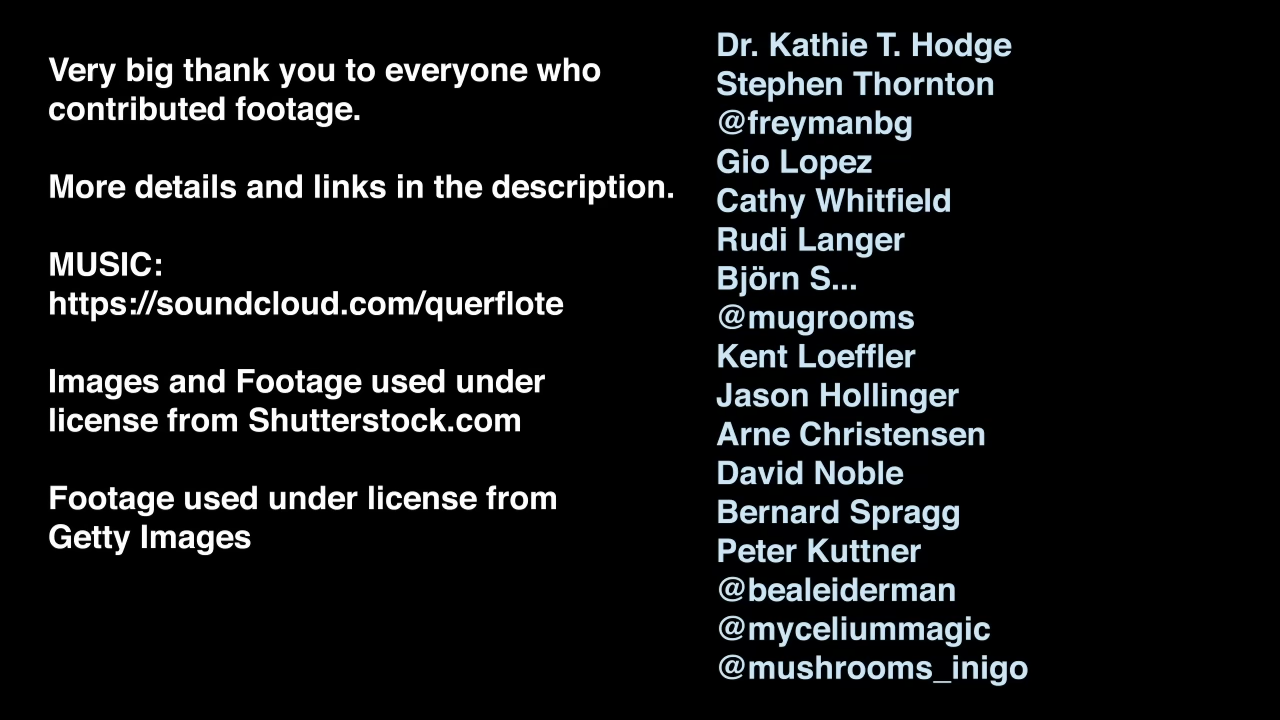 Very big thank you to everyone who
contributed footage.
More details and links in the description.
MUSIC:
https://soundcloud.com/querflote
Images and Footage used under
license from Shutterstock.com
Footage used under license from
Getty Images
Dr. Kathie T. Hodge
Stephen Thornton
@freymanbg
Gio Lopez
Cathy Whitfield
Rudi Langer
Björn S...
@mugrooms
Kent Loeffler
Jason Hollinger
Arne Christensen
David Noble
Bernard Spragg
Peter Kuttner
@bealeiderman
@myceliummagic
@mushrooms_inigo